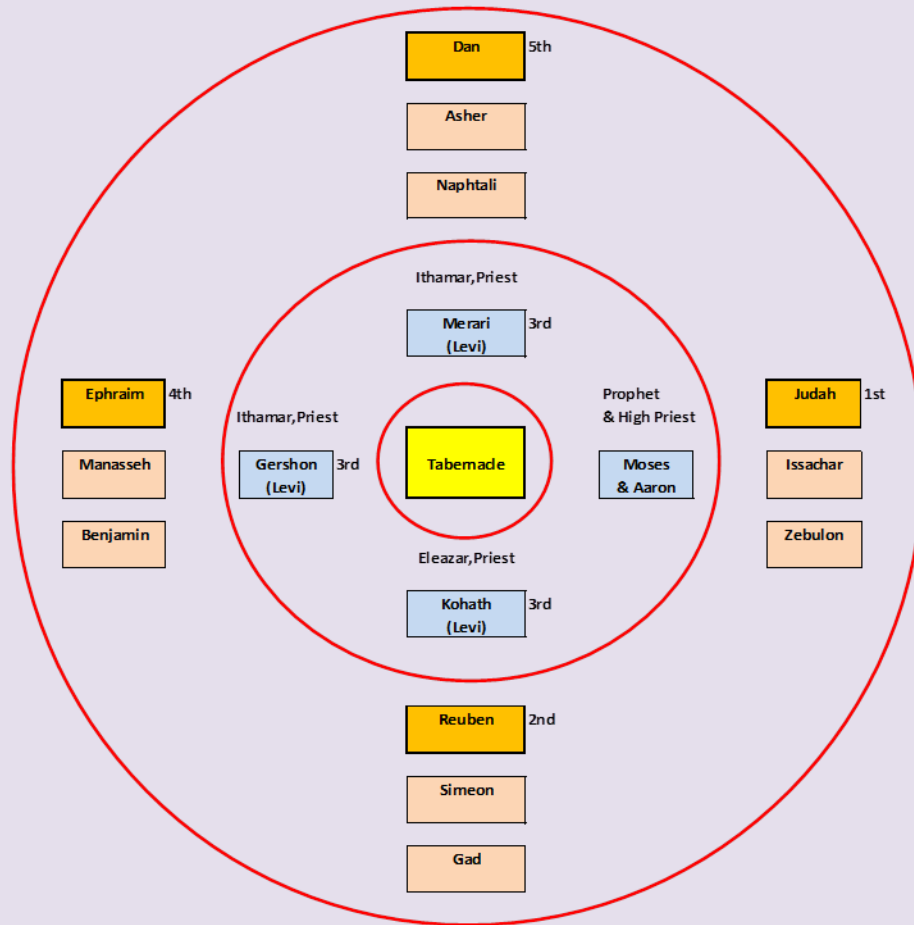 Dan 5th
Asher
Naphtali
Ithamar,Priest
Merari 3rd
(Levi)
Ephraim 4th
Manasseh
Benjamin
Ithamar,Priest
Gershon 3rd
(Levi)
Tabernacle
Prophet
& High Priest
Moses
& Aaron
Judah 1st
Issachar
Zebulon
Eleazar,Priest
Kohath 3rd
(Levi)
Reuben 2nd
Simeon
Gad